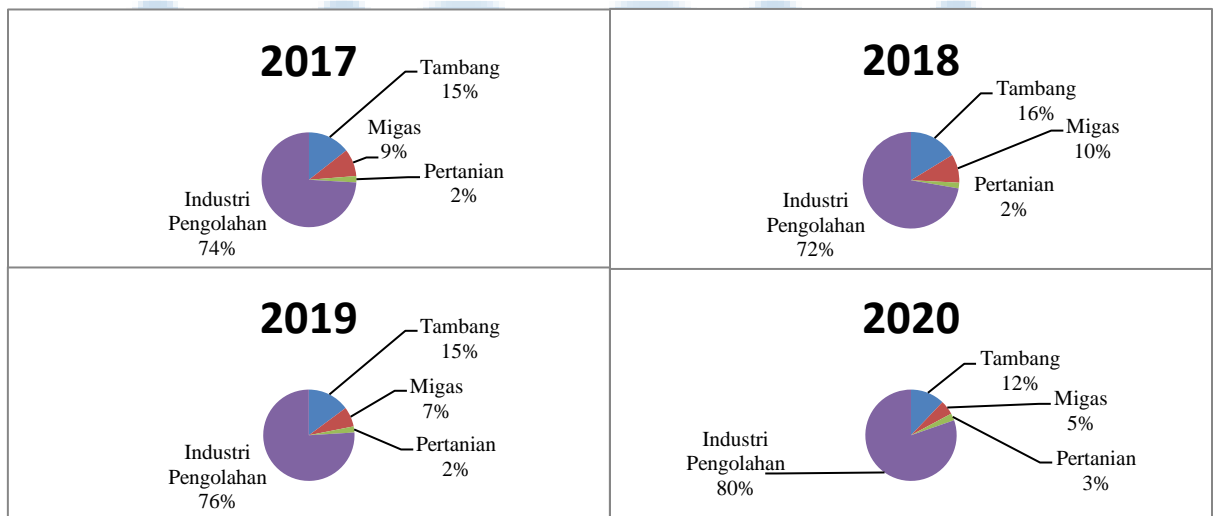 2017
Tambang
15%
Migas
9%
Pertanian
2%
Industri
Pengolahan
74%
2018
Tambang
16%
Migas
10%
Pertanian
2%
Industri
Pengolahan
72%
2019
Tambang
15%
Migas
7%
Pertanian
2%
Industri
Pengolahan
76%
2020
Tambang
12%
Migas
5%
Pertanian
3%
Industri
Pengolahan
80%